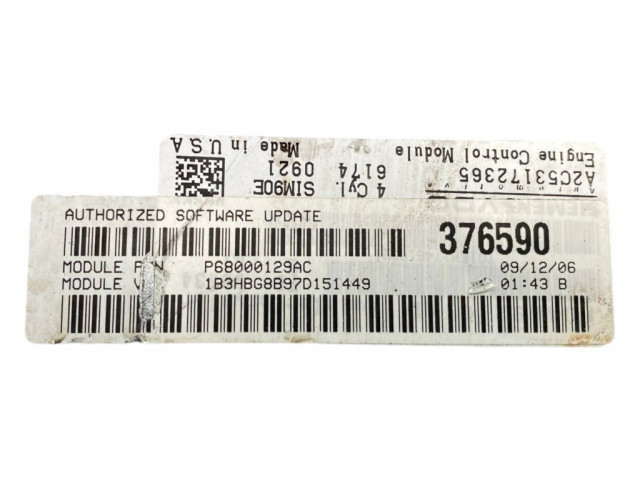 Engine Control Module
A2C53172365
Made in U.S.A
4 Cyl. SIM90E
6174 0921
AUTHORIZED SOFTWARE UPDATE
376590
MODULE P/N P68000129AC 09/12/06
MODULE 1B3HBG8B97D151449 01:43 B